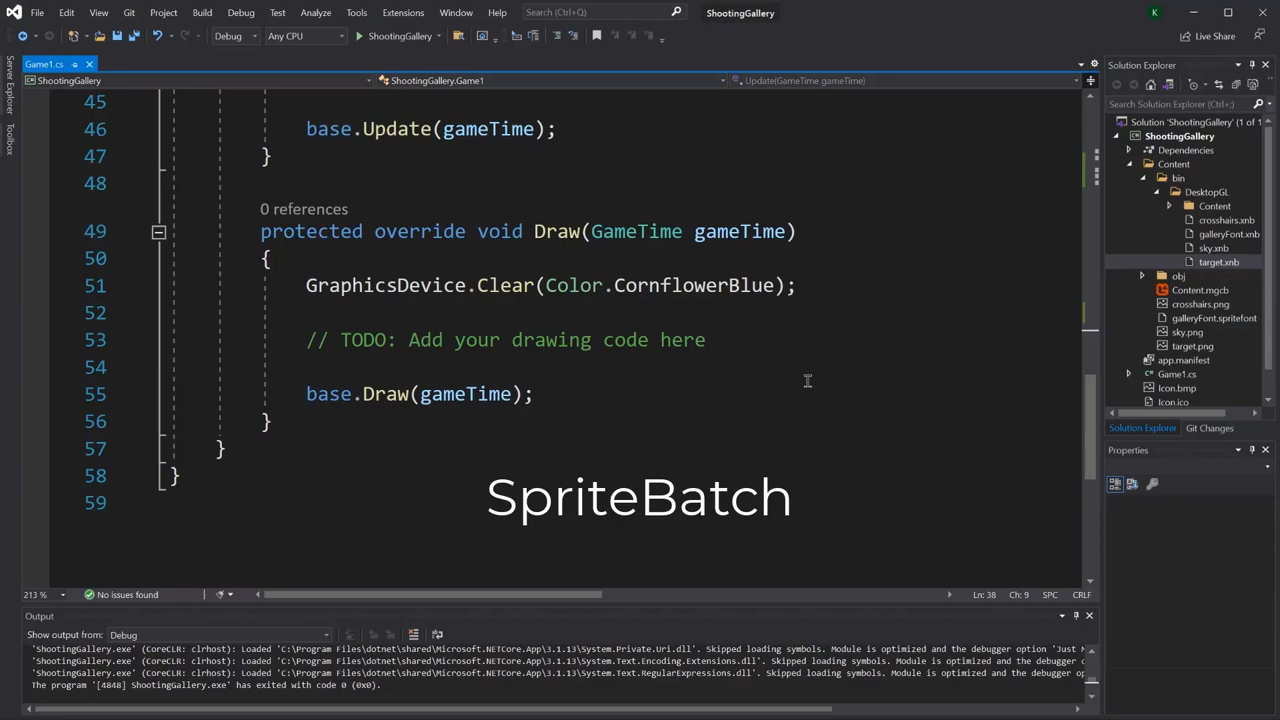 File Edit View Git Project Build Debug Test Analyze Tools Extensions Window Help Search (Ctrl+Q) ShootingGallery K
Debug Any CPU ShootingGallery Live Share
Server Explorer
Toolbox
Game1.cs
ShootingGallery ShootingGallery.Game1 Update(GameTime gameTime)
45
46 base.Update(gameTime);
47 }
48
0 references
49 protected override void Draw(GameTime gameTime)
50 {
51 GraphicsDevice.Clear(Color.CornflowerBlue);
52
53 // TODO: Add your drawing code here
54
55 base.Draw(gameTime);
56 }
57 }
58 }
59
SpriteBatch
213 % No issues found Ln: 38 Ch: 9 SPC CRLF
Output
Show output from: Debug
'ShootingGallery.exe' (CoreCLR: clrhost): Loaded 'C:\Program Files\dotnet\shared\Microsoft.NETCore.App\3.1.13\System.Private.Uri.dll'. Skipped loading symbols. Module is optimized and the debugger option 'Just M
'ShootingGallery.exe' (CoreCLR: clrhost): Loaded 'C:\Program Files\dotnet\shared\Microsoft.NETCore.App\3.1.13\System.Text.Encoding.Extensions.dll'. Skipped loading symbols. Module is optimized and the debugger o
'ShootingGallery.exe' (CoreCLR: clrhost): Loaded 'C:\Program Files\dotnet\shared\Microsoft.NETCore.App\3.1.13\System.Text.RegularExpressions.dll'. Skipped loading symbols. Module is optimized and the debugger op
The program '[4848] ShootingGallery.exe' has exited with code 0 (0x0).
Solution Explorer
Search Solution Explorer (Ctrl+;)
Solution 'ShootingGallery' (1 of 1
ShootingGallery
Dependencies
Content
bin
DesktopGL
Content
crosshairs.xnb
galleryFont.xnb
sky.xnb
target.xnb
obj
Content.mgcb
crosshairs.png
galleryFont.spritefont
sky.png
target.png
app.manifest
Game1.cs
Icon.bmp
Icon.ico
Solution Explorer Git Changes
Properties